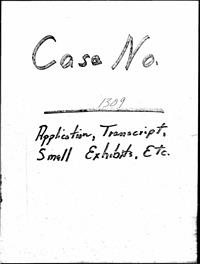 Case No.
1309
Application, Transcript,
Small Exhibits, Etc.